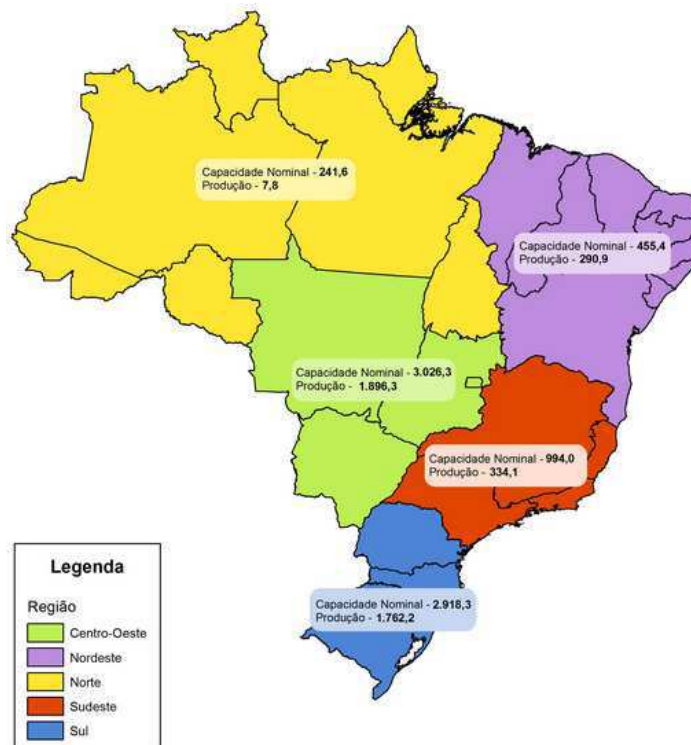 Capacidade Nominal - 241,6
Produção - 7,8
Capacidade Nominal - 455,4
Produção - 290,9
Capacidade Nominal - 3.026,3
Produção - 1.896,3
Capacidade Nominal - 994,0
Produção - 334,1
Capacidade Nominal - 2.918,3
Produção - 1.762,2
Legenda
Região
Centro-Oeste
Nordeste
Norte
Sudeste
Sul